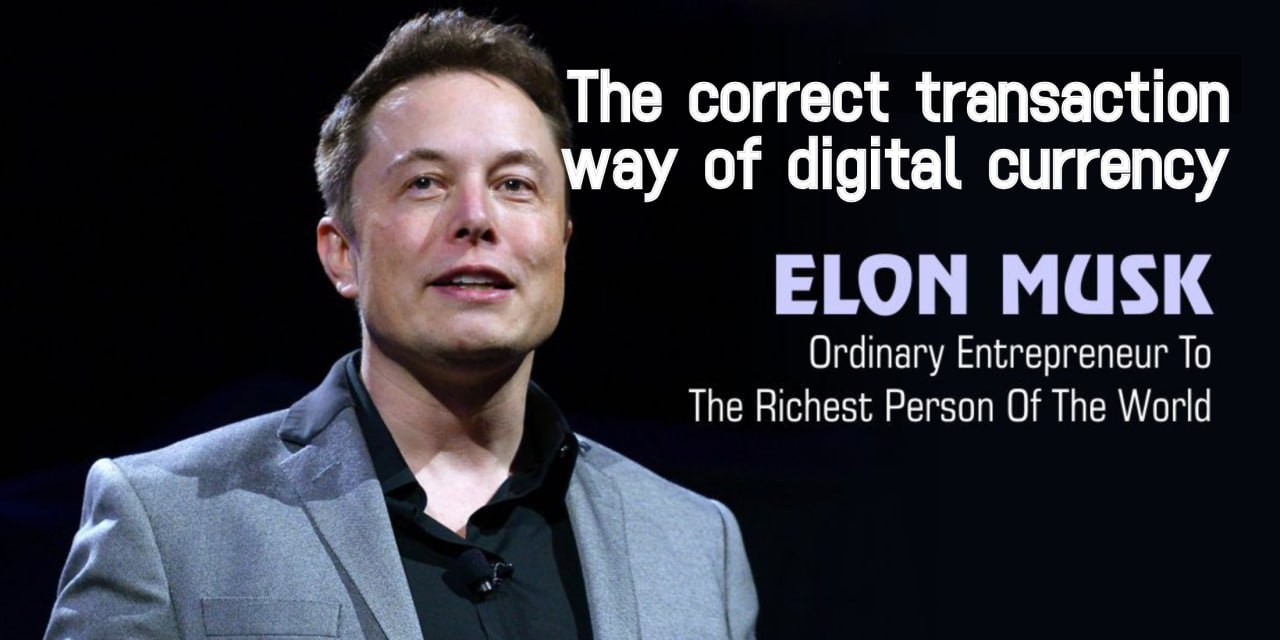 The correct transaction
way of digital currency
ELON MUSK
Ordinary Entrepreneur To
The Richest Person Of The World